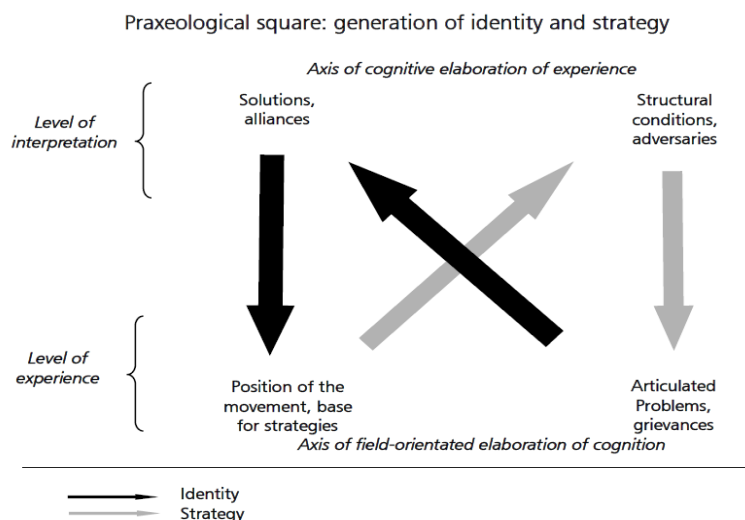 Praxeological square: generation of identity and strategy
Axis of cognitive elaboration of experience
Level of
interpretation
Solutions,
alliances
Structural
conditions,
adversaries
Level of
experience
Position of the
movement, base
for strategies
Articulated
Problems,
grievances
Axis of field-orientated elaboration of cognition
Identity
Strategy